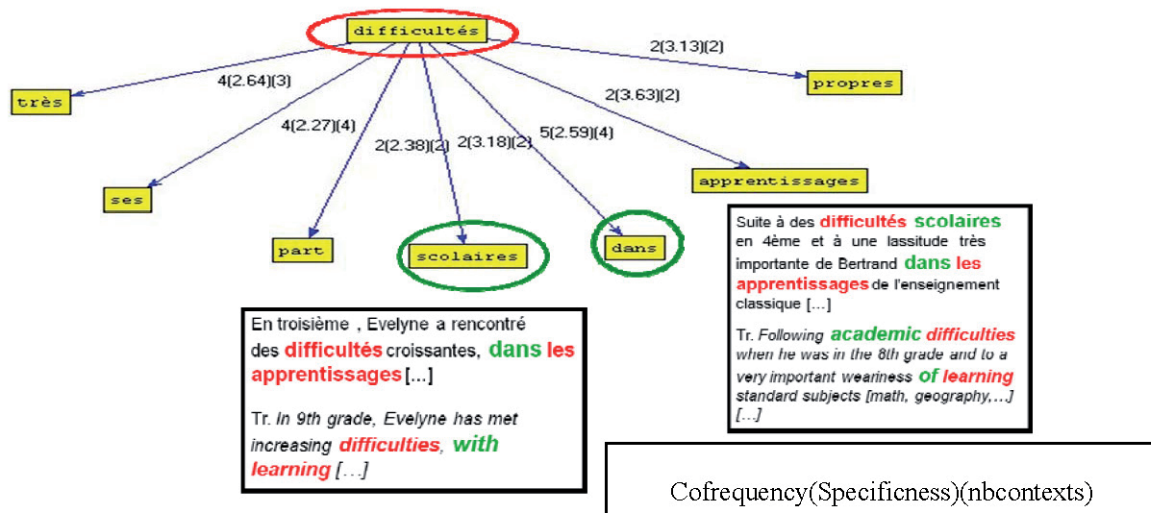 difficultés
2(3.13)(2)
propres
4(2.64)(3)
très
2(3.63)(2)
4(2.27)(4)
2(2.38)(2)
2(3.18)(2)
5(2.59)(4)
apprentissages
ses
part
scolaires
dans
Suite à des difficultés scolaires
en 4ème et à une lassitude très
importante de Bertrand dans les
apprentissages de l'enseignement
classique [...]
Tr. Following academic difficulties
when he was in the 8th grade and to a
very important weariness of learning
standard subjects [math, geography,...]
[...]
En troisième , Evelyne a rencontré
des difficultés croissantes, dans les
apprentissages [...]
Tr. In 9th grade, Evelyne has met
increasing difficulties, with
learning [...]
Cofrequency(Specificness)(nbcontexts)